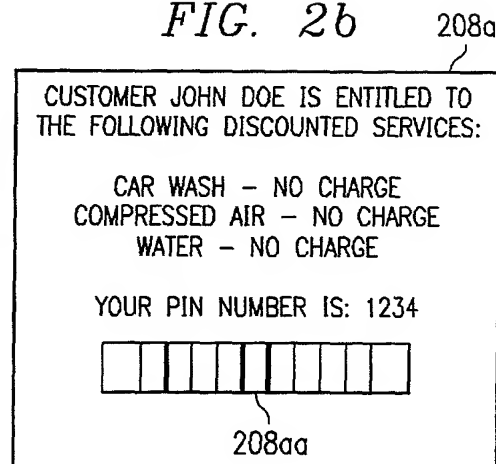 FIG. 2b
208a
CUSTOMER JOHN DOE IS ENTITLED TO
THE FOLLOWING DISCOUNTED SERVICES:
CAR WASH – NO CHARGE
COMPRESSED AIR – NO CHARGE
WATER – NO CHARGE
YOUR PIN NUMBER IS: 1234
208aa